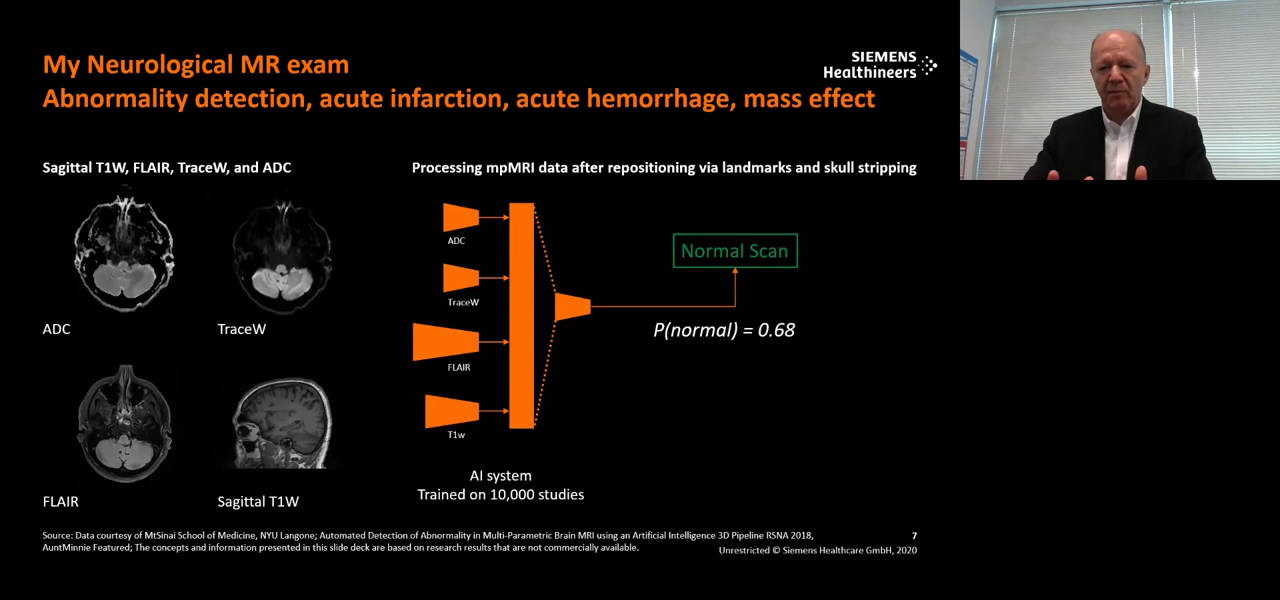 My Neurological MR exam
Abnormality detection, acute infarction, acute hemorrhage, mass effect
SIEMENS
Healthineers
Sagittal T1W, FLAIR, TraceW, and ADC
ADC
TraceW
FLAIR
Sagittal T1W
Processing mpMRI data after repositioning via landmarks and skull stripping
ADC
TraceW
FLAIR
T1w
Normal Scan
P(normal) = 0.68
AI system
Trained on 10,000 studies
Source: Data courtesy of MtSinai School of Medicine, NYU Langone; Automated Detection of Abnormality in Multi-Parametric Brain MRI using an Artificial Intelligence 3D Pipeline RSNA 2018,
AuntMinnie Featured; The concepts and information presented in this slide deck are based on research results that are not commercially available.
7
Unrestricted © Siemens Healthcare GmbH, 2020